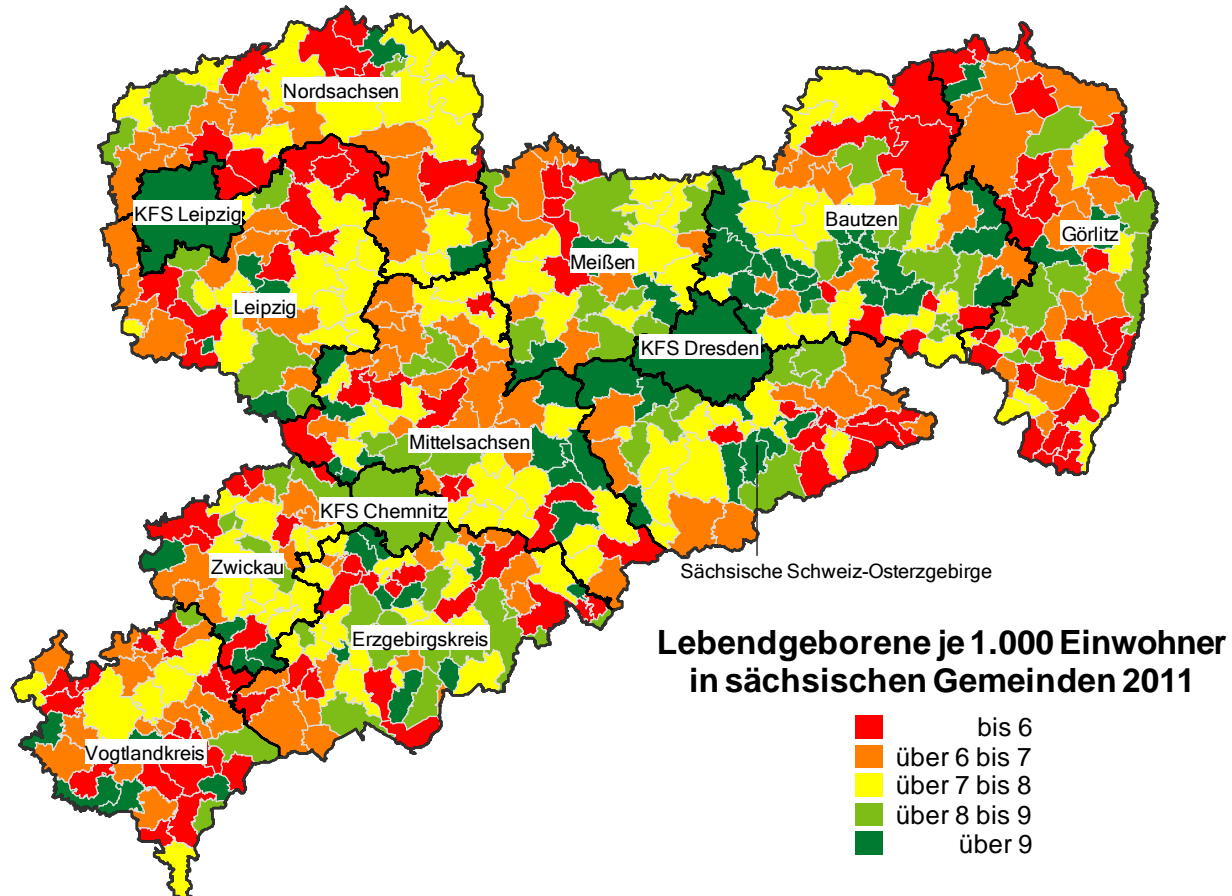 Nordsachsen
KFS Leipzig
Bautzen
Görlitz
Meißen
Leipzig
KFS Dresden
Mittelsachsen
KFS Chemnitz
Zwickau
Sächsische Schweiz-Osterzgebirge
Erzgebirgskreis
Vogtlandkreis
Lebendgeborene je 1.000 Einwohner
in sächsischen Gemeinden 2011
bis 6
über 6 bis 7
über 7 bis 8
über 8 bis 9
über 9